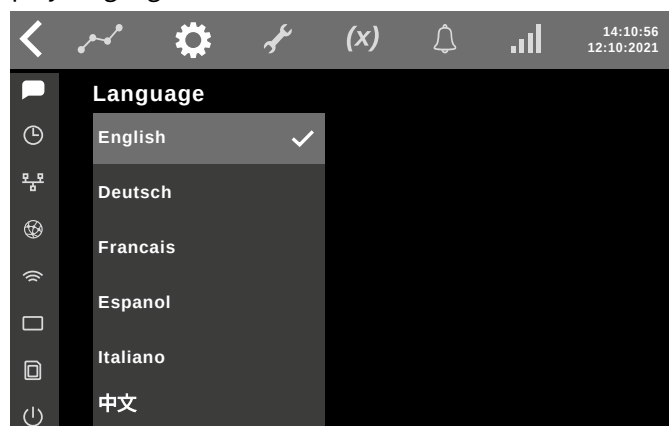 (x)
14:10:56
12:10:2021
Language
English
Deutsch
Francais
Espanol
Italiano
中文